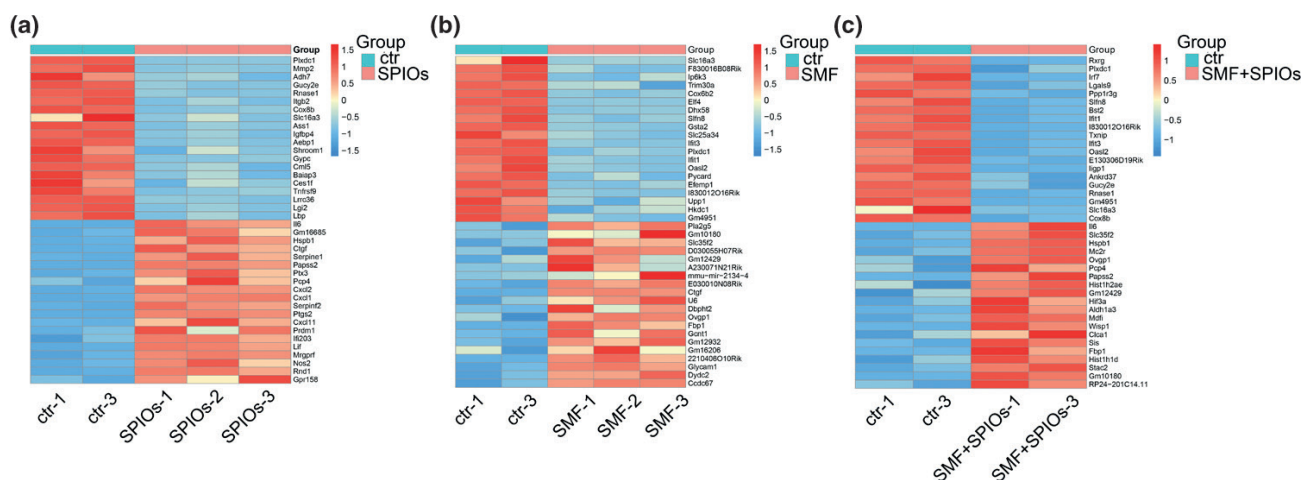 (a)
Group
Plxdc1
Mmp2
Adh7
Gucy2e
Rnase1
Itgb2
Cox8b
Slc16a3
Ass1
Igfbp4
Aebp1
Shroom1
Gypc
Cml5
Baiap3
Ces1f
Tnfrsf9
Lrrc36
Lgi2
Lbp
Il6
Gm16685
Hspb1
Ctgf
Serpine1
Papss2
Ptx3
Pcp4
Cxcl2
Cxcl1
Serpinf2
Ptgs2
Cxcl11
Prdm1
Ifi203
Lif
Mrgprf
Nos2
Rnd1
Gpr158
1.5
1
0.5
0
-0.5
-1
-1.5
Group
ctr
SPIOs
ctr-1
ctr-3
SPIOs-1
SPIOs-2
SPIOs-3
(b)
Group
Slc16a3
F830016B08Rik
Ip6k3
Trim30a
Cox6b2
Elf4
Dhx58
Slfn8
Gsta2
Slc25a34
Ifit3
Plxdc1
Ifit1
Oasl2
Pycard
Efemp1
I830012O16Rik
Upp1
Hkdc1
Gm4951
Pla2g5
Gm10180
Slc35f2
D030055H07Rik
Gm12429
A230071N21Rik
mmu-mir-2134-4
E030010N08Rik
Ctgf
U6
Dbpht2
Ovgp1
Fbp1
Gcnt1
Gm12932
Gm16206
2210408O10Rik
Glycam1
Dydc2
Ccdc67
1.5
1
0.5
0
-0.5
-1
-1.5
Group
ctr
SMF
ctr-1
ctr-3
SMF-1
SMF-2
SMF-3
(c)
Group
Rxrg
Plxdc1
Irf7
Lgals9
Ppp1r3g
Slfn8
Bst2
Ifit1
I830012O16Rik
Txnip
Ifit3
Oasl2
E130306D19Rik
Iigp1
Ankrd37
Gucy2e
Rnase1
Gm4951
Slc16a3
Cox8b
Il6
Slc35f2
Hspb1
Mc2r
Ovgp1
Pcp4
Papss2
Hist1h2ae
Gm12429
Hif3a
Aldh1a3
Mdfi
Wisp1
Clca1
Sis
Fbp1
Hist1h1d
Stac2
Gm10180
RP24-201C14.11
1
0.5
0
-0.5
-1
Group
ctr
SMF+SPIOs
ctr-1
ctr-3
SMF+SPIOs-1
SMF+SPIOs-3